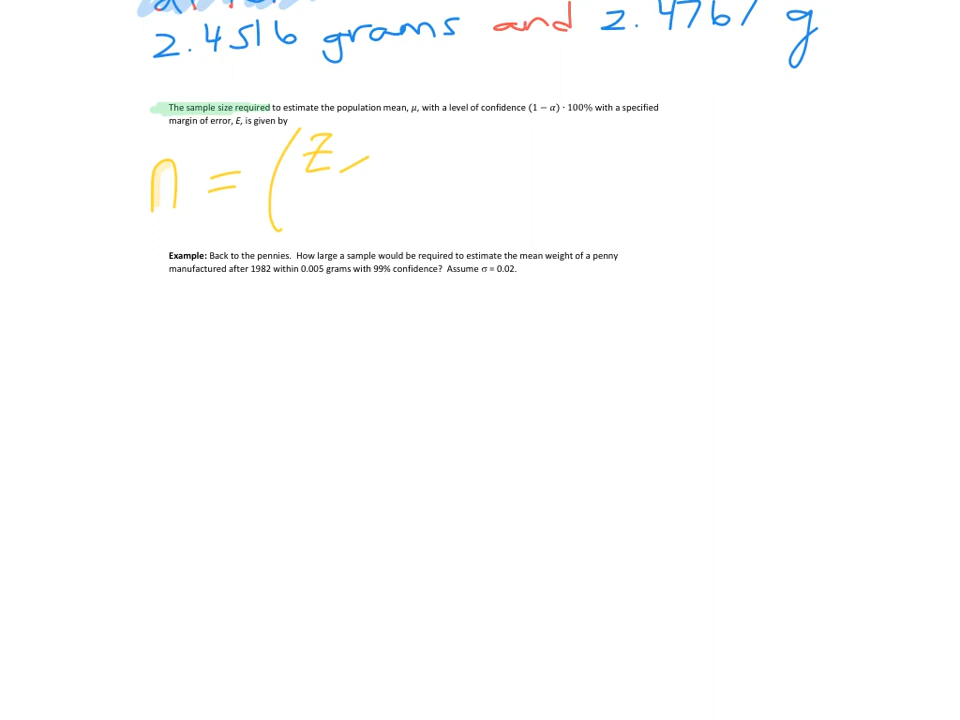 2.4516 grams and 2.4767 g
The sample size required to estimate the population mean, μ, with a level of confidence (1 − α) · 100% with a specified
margin of error, E, is given by
n = (z
Example: Back to the pennies. How large a sample would be required to estimate the mean weight of a penny
manufactured after 1982 within 0.005 grams with 99% confidence? Assume σ = 0.02.